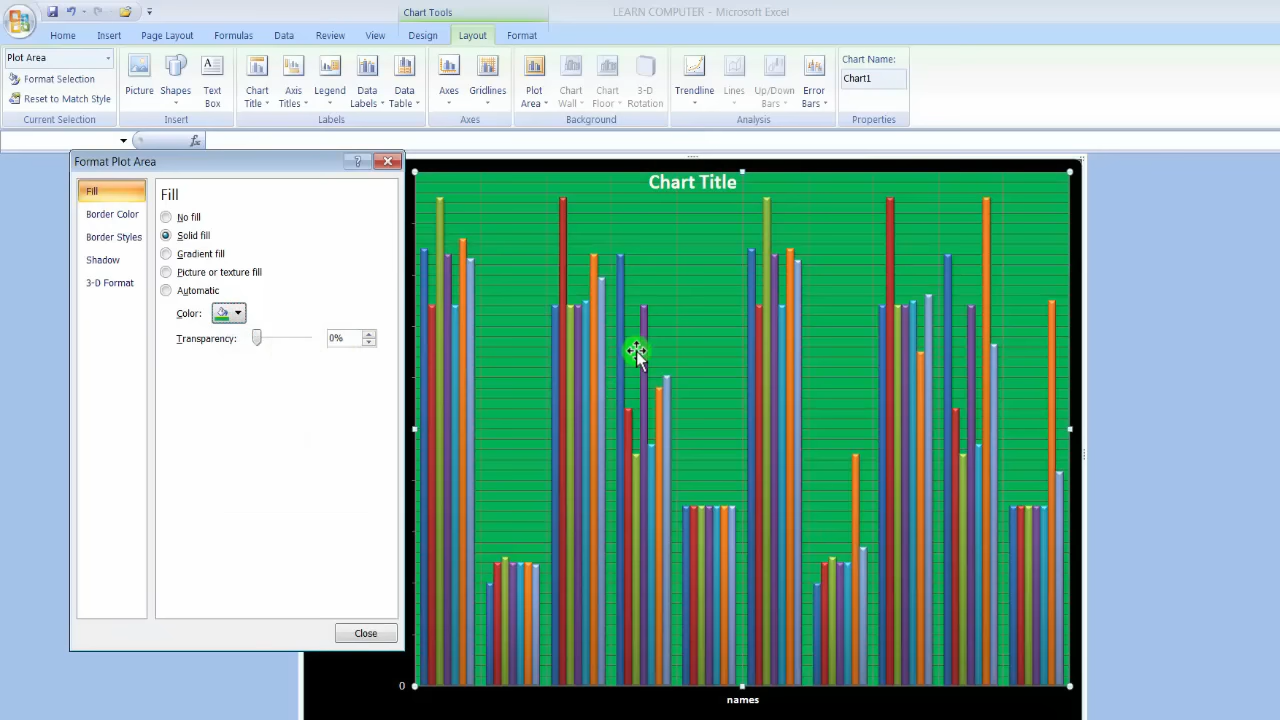 Chart Tools
LEARN COMPUTER - Microsoft Excel
Home Insert Page Layout Formulas Data Review View Design Layout Format
Plot Area
Format Selection
Reset to Match Style
Current Selection
Picture Shapes Text Box
Insert
Chart Title Axis Titles Legend Data Labels Data Table
Labels
Axes Gridlines
Axes
Plot Area Chart Wall Chart Floor 3-D Rotation
Background
Trendline Lines Up/Down Bars Error Bars
Analysis
Chart Name:
Chart1
Properties
fx
Format Plot Area
?
Fill
Border Color
Border Styles
Shadow
3-D Format
Fill
No fill
Solid fill
Gradient fill
Picture or texture fill
Automatic
Color:
Transparency: 0%
Close
Chart Title
0
names